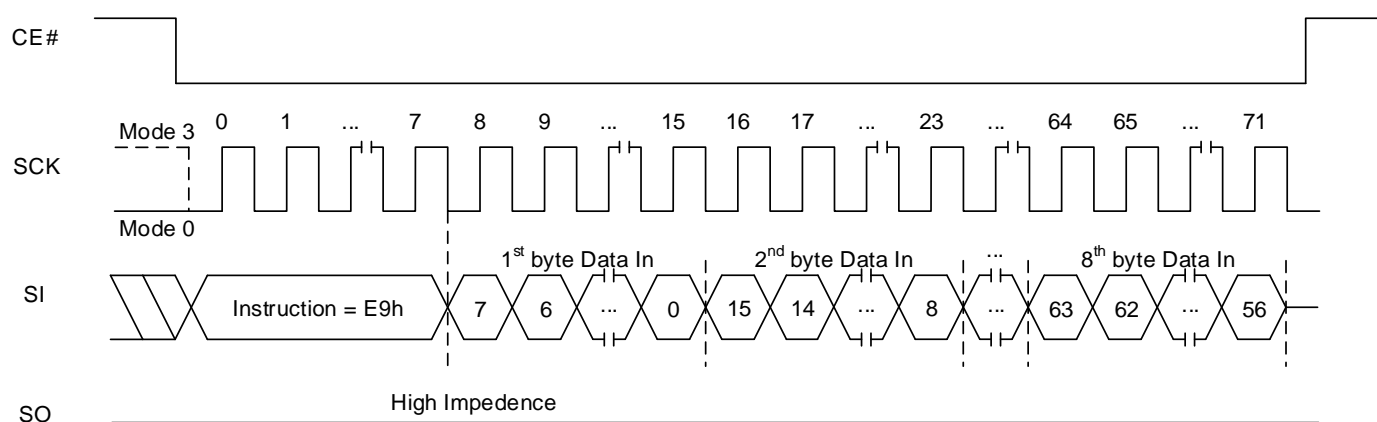 CE#
Mode 3 0 1 ... 7 8 9 ... 15 16 17 ... 23 ... 64 65 ... 71
SCK
Mode 0
1st byte Data In 2nd byte Data In ... 8th byte Data In
SI Instruction = E9h 7 6 ... 0 15 14 ... 8 ... 63 62 ... 56
High Impedence
SO